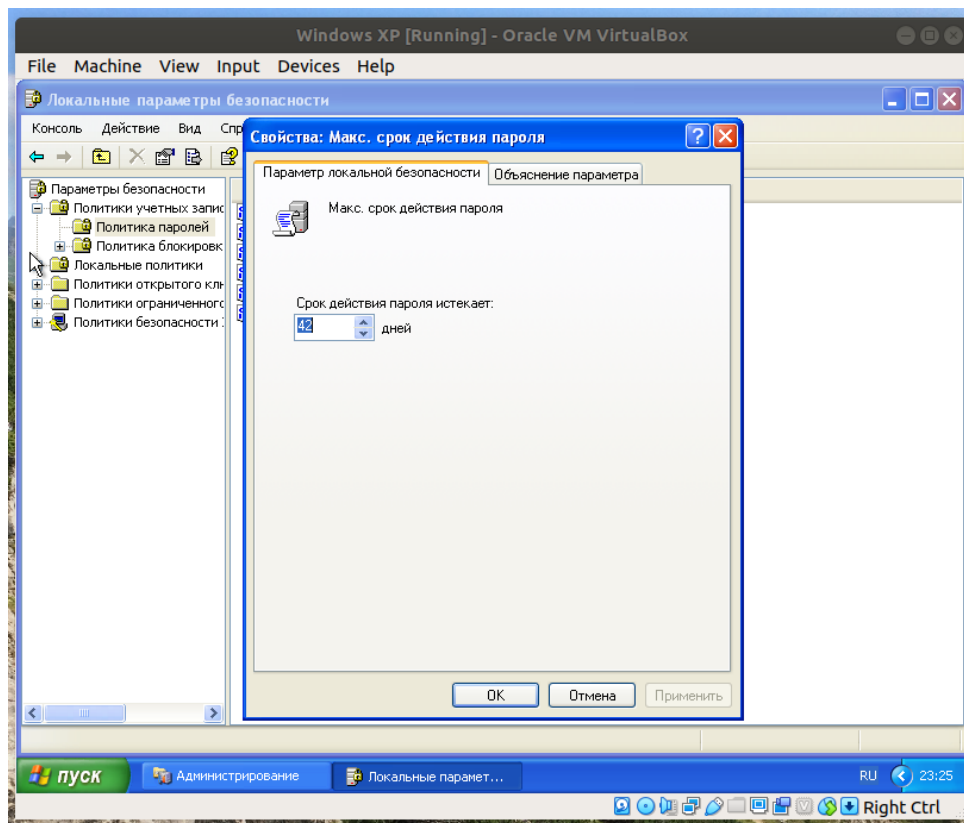 Windows XP [Running] - Oracle VM VirtualBox
File Machine View Input Devices Help
Локальные параметры безопасности
Консоль Действие Вид Спр
Свойства: Макс. срок действия пароля
Параметр локальной безопасности Объяснение параметра
Параметры безопасности
Политики учетных запис
Политика паролей
Политика блокировк
Локальные политики
Политики открытого клю
Политики ограниченного
Политики безопасности
Макс. срок действия пароля
Срок действия пароля истекает:
42 дней
OK Отмена Применить
пуск Администрирование Локальные парамет... RU 23:25
Right Ctrl